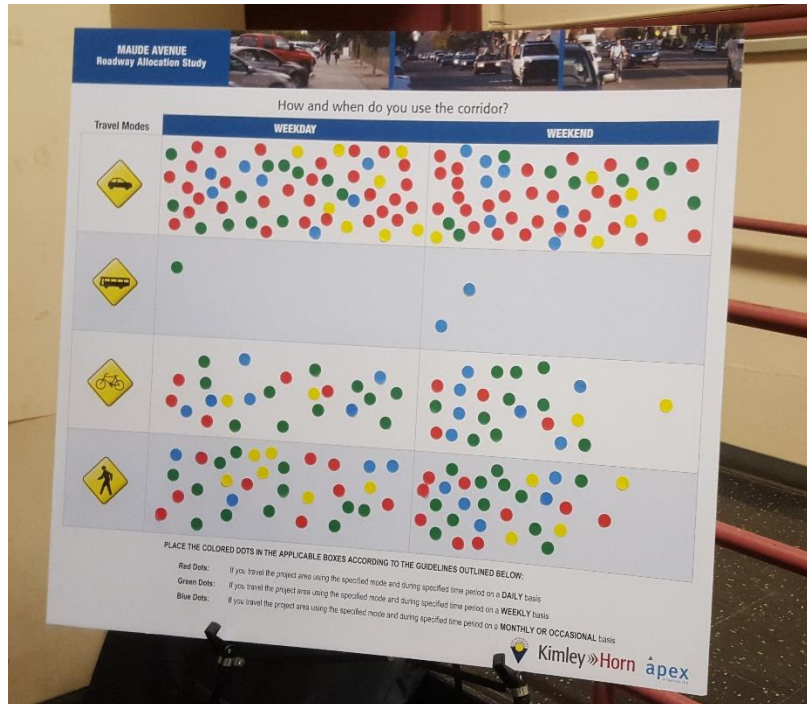 MAUDE AVENUE
Roadway Allocation Study
How and when do you use the corridor?
Travel Modes
WEEKDAY
WEEKEND
PLACE THE COLORED DOTS IN THE APPLICABLE BOXES ACCORDING TO THE GUIDELINES OUTLINED BELOW:
Red Dots: If you travel the project area using the specified mode and during specified time period on a DAILY basis
Green Dots: If you travel the project area using the specified mode and during specified time period on a WEEKLY basis
Blue Dots: If you travel the project area using the specified mode and during specified time period on a MONTHLY OR OCCASIONAL basis
Kimley»Horn
apex